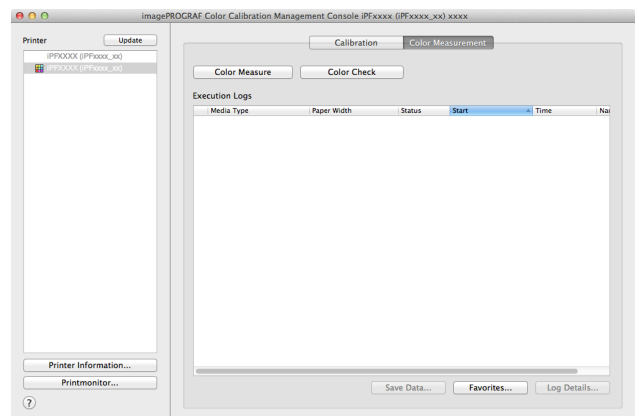 imagePROGRAF Color Calibration Management Console iPFxxxx (iPFxxxx_xx) xxxx
Printer
Update
iPFXXXX (iPFxxxx_xx)
iPFXXXX (iPFxxxx_xx)
Calibration
Color Measurement
Color Measure
Color Check
Execution Logs
Media Type
Paper Width
Status
Start
Time
Nai
Printer Information...
Printmonitor...
Save Data...
Favorites...
Log Details...
?